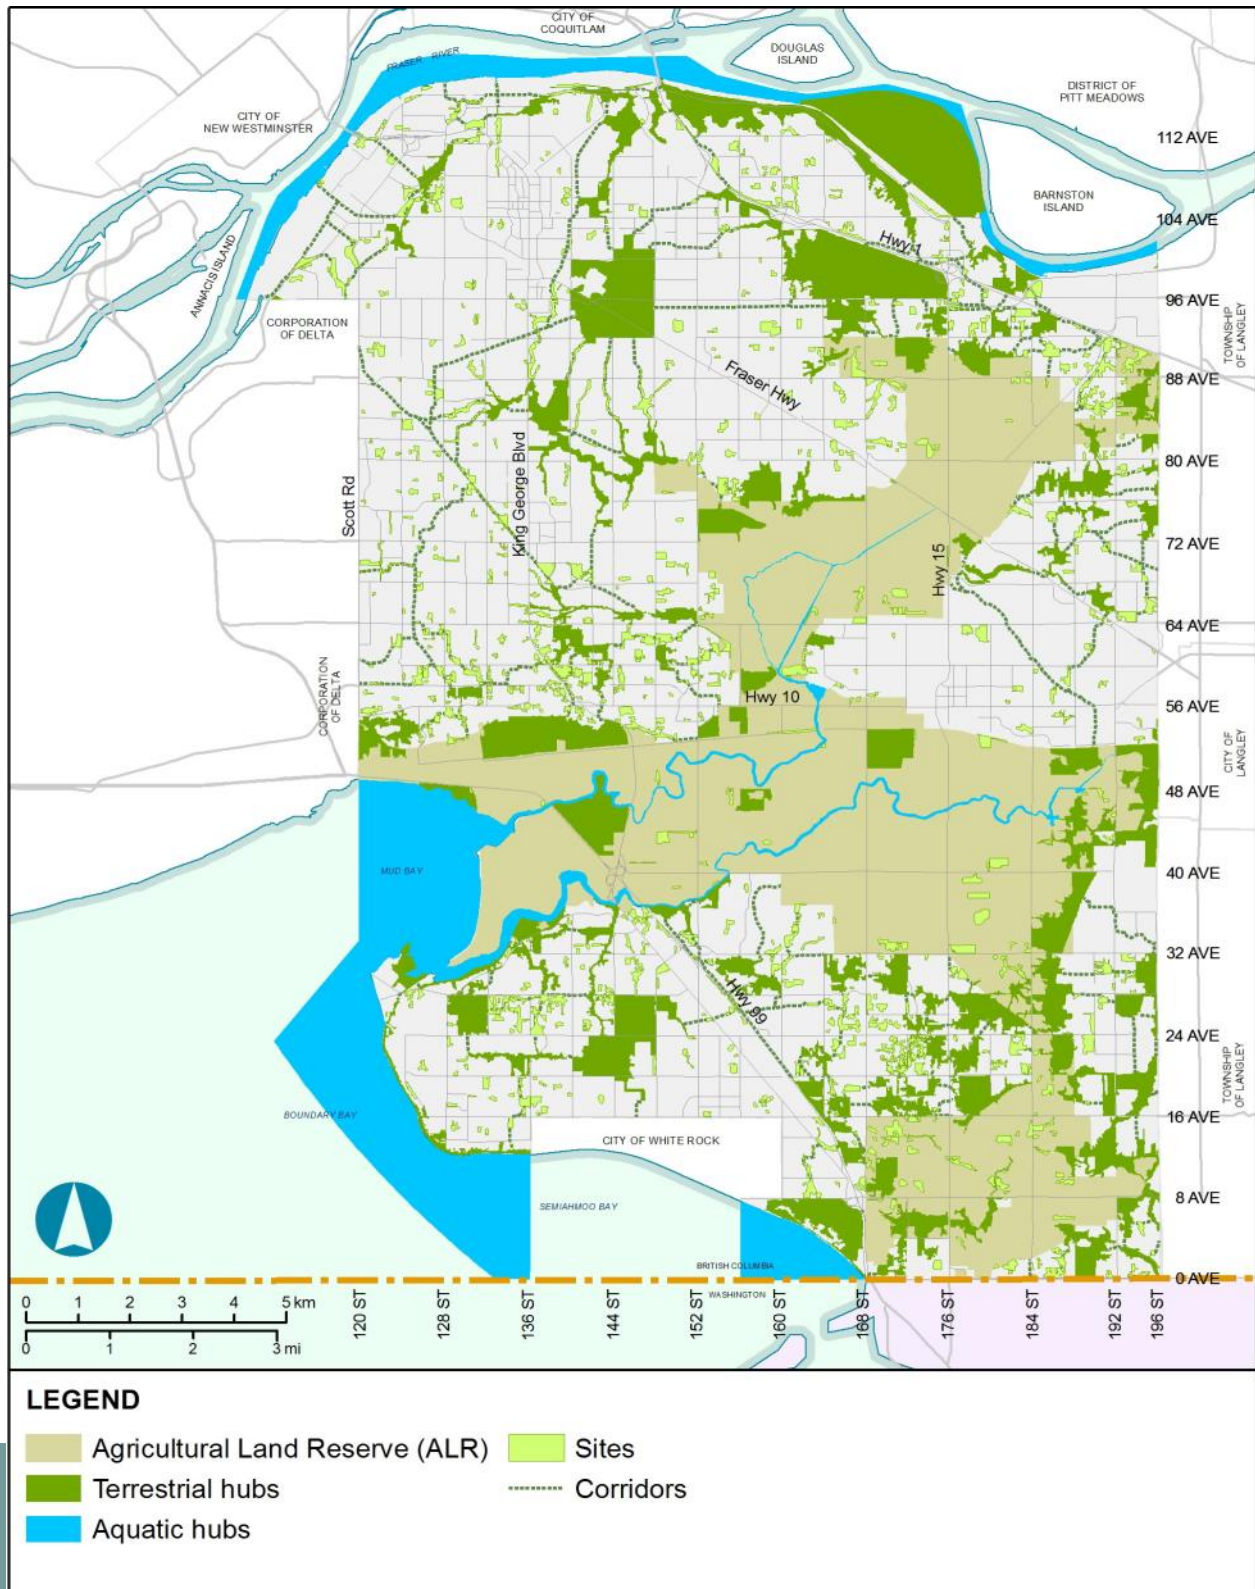 CITY OF
COQUITLAM
DOUGLAS
ISLAND
FRASER RIVER
DISTRICT OF
PITT MEADOWS
CITY OF
NEW WESTMINSTER
112 AVE
BARNSTON
ISLAND
104 AVE
ANNACIS ISLAND
Hwy 1
96 AVE
CORPORATION
OF DELTA
TOWNSHIP
OF LANGLEY
Fraser Hwy
88 AVE
King George Blvd
80 AVE
Scott Rd
72 AVE
Hwy 15
64 AVE
CORPORATION
OF DELTA
Hwy 10
56 AVE
CITY OF
LANGLEY
48 AVE
MUD BAY
40 AVE
32 AVE
Hwy 99
24 AVE
TOWNSHIP
OF LANGLEY
BOUNDARY BAY
16 AVE
CITY OF WHITE ROCK
8 AVE
SEMIAHMOO BAY
BRITISH COLUMBIA
0 AVE
WASHINGTON
0 1 2 3 4 5 km
0 1 2 3 mi
120 ST
128 ST
136 ST
144 ST
152 ST
160 ST
168 ST
176 ST
184 ST
192 ST
196 ST
LEGEND
Agricultural Land Reserve (ALR)
Sites
Terrestrial hubs
Corridors
Aquatic hubs